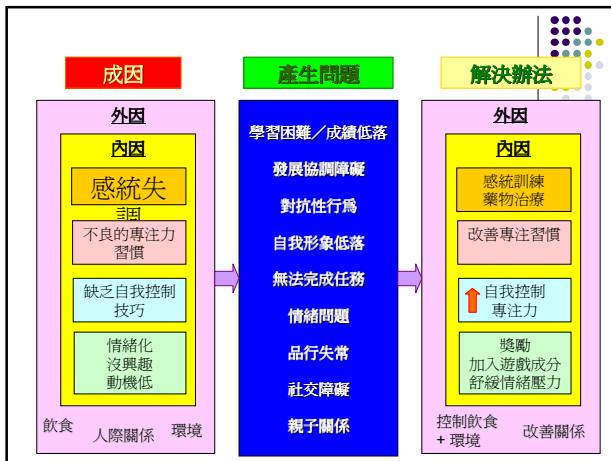 成因
產生問題
解決辦法
外因
內因
感統失
調
不良的專注力
習慣
缺乏自我控制
技巧
情緒化
沒興趣
動機低
飲食
人際關係
環境
學習困難／成績低落
發展協調障礙
對抗性行為
自我形象低落
無法完成任務
情緒問題
品行失常
社交障礙
親子關係
外因
內因
感統訓練
藥物治療
改善專注習慣
自我控制
專注力
獎勵
加入遊戲成分
舒緩情緒壓力
控制飲食
+ 環境
改善關係